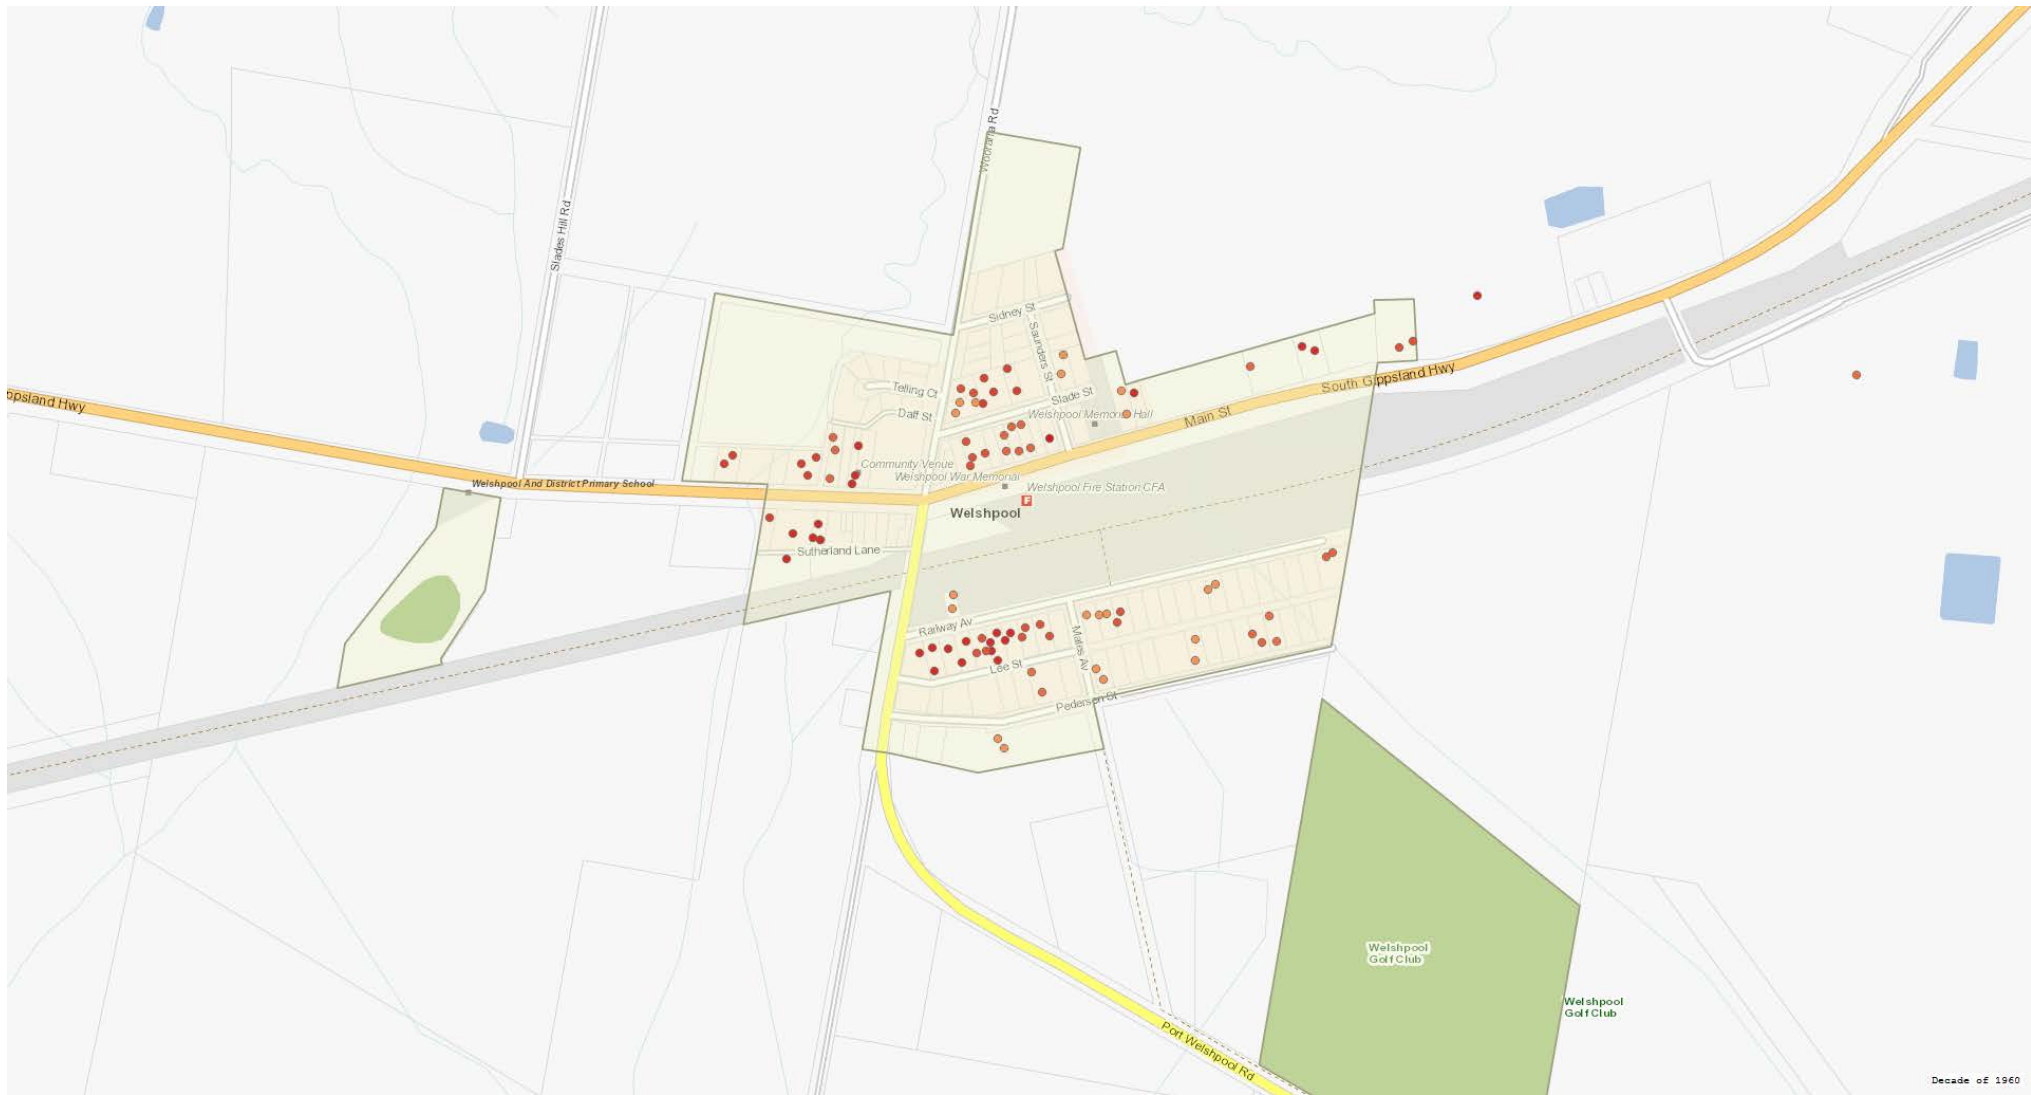 Woorarra Rd
Slades Hill Rd
Sidney St
Saunders St
Telling Ct
Slade St
Daff St
Welshpool Memorial Hall
Main St
South Gippsland Hwy
ppsland Hwy
Community Venue
Welshpool War Memorial
Welshpool And District Primary School
Welshpool Fire Station CFA
F
Welshpool
Sutherland Lane
Railway Av
Mates Av
Lee St
Pedersen St
Welshpool
Golf Club
Welshpool
Golf Club
Port Welshpool Rd
Decade of 1960